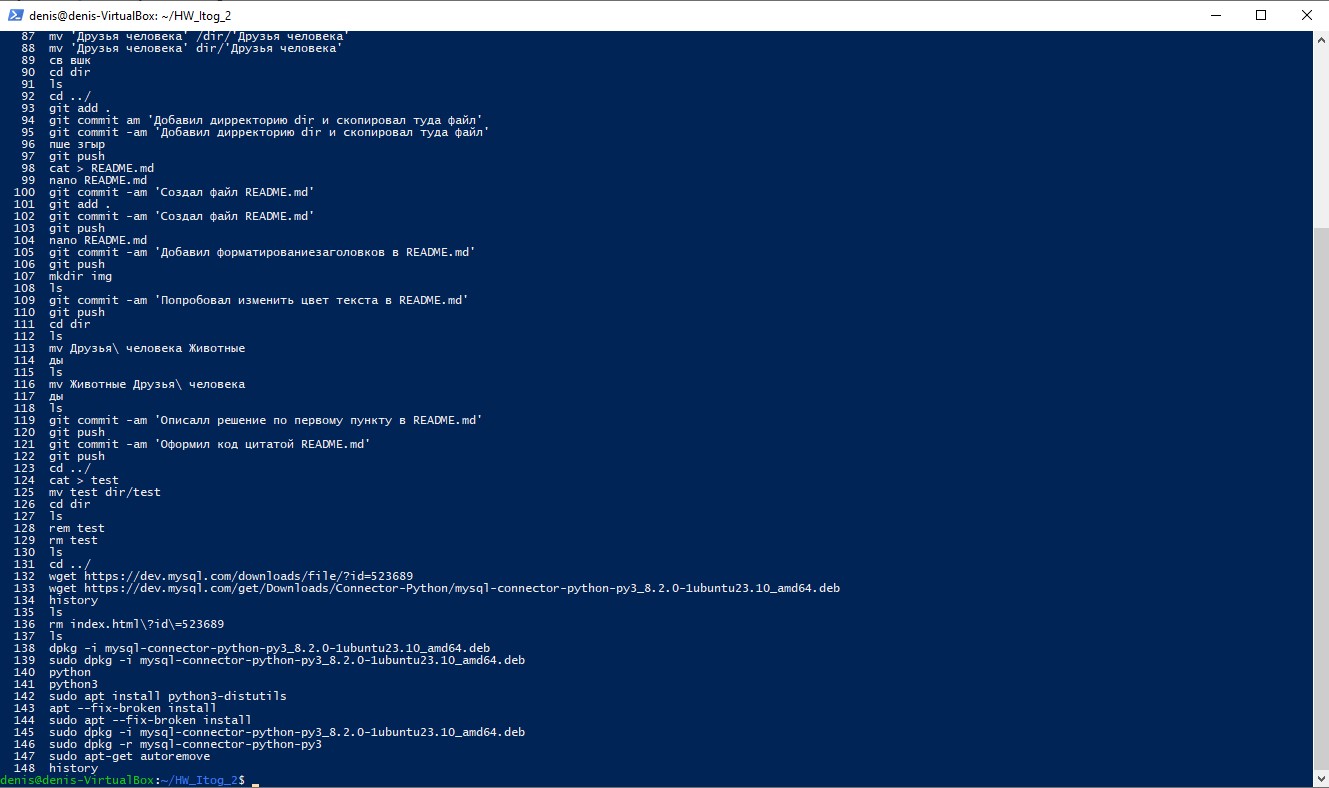 denis@denis-VirtualBox: ~/HW_Itog_2
87 mv 'Друзья человека' /dir/'Друзья человека'
88 mv 'Друзья человека' dir/'Друзья человека'
89 св вшк
90 cd dir
91 ls
92 cd ../
93 git add .
94 git commit am 'Добавил дирректорию dir и скопировал туда файл'
95 git commit -am 'Добавил дирректорию dir и скопировал туда файл'
96 пше згыр
97 git push
98 cat > README.md
99 nano README.md
100 git commit -am 'Создал файл README.md'
101 git add .
102 git commit -am 'Создал файл README.md'
103 git push
104 nano README.md
105 git commit -am 'Добавил форматированиезаголовков в README.md'
106 git push
107 mkdir img
108 ls
109 git commit -am 'Попробовал изменить цвет текста в README.md'
110 git push
111 cd dir
112 ls
113 mv Друзья\ человека Животные
114 ды
115 ls
116 mv Животные Друзья\ человека
117 ды
118 ls
119 git commit -am 'Описалл решение по первому пункту в README.md'
120 git push
121 git commit -am 'Оформил код цитатой README.md'
122 git push
123 cd ../
124 cat > test
125 mv test dir/test
126 cd dir
127 ls
128 rem test
129 rm test
130 ls
131 cd ../
132 wget https://dev.mysql.com/downloads/file/?id=523689
133 wget https://dev.mysql.com/get/Downloads/Connector-Python/mysql-connector-python-py3_8.2.0-1ubuntu23.10_amd64.deb
134 history
135 ls
136 rm index.html\?id\=523689
137 ls
138 dpkg -i mysql-connector-python-py3_8.2.0-1ubuntu23.10_amd64.deb
139 sudo dpkg -i mysql-connector-python-py3_8.2.0-1ubuntu23.10_amd64.deb
140 python
141 python3
142 sudo apt install python3-distutils
143 apt --fix-broken install
144 sudo apt --fix-broken install
145 sudo dpkg -i mysql-connector-python-py3_8.2.0-1ubuntu23.10_amd64.deb
146 sudo dpkg -r mysql-connector-python-py3
147 sudo apt-get autoremove
148 history
denis@denis-VirtualBox:~/HW_Itog_2$